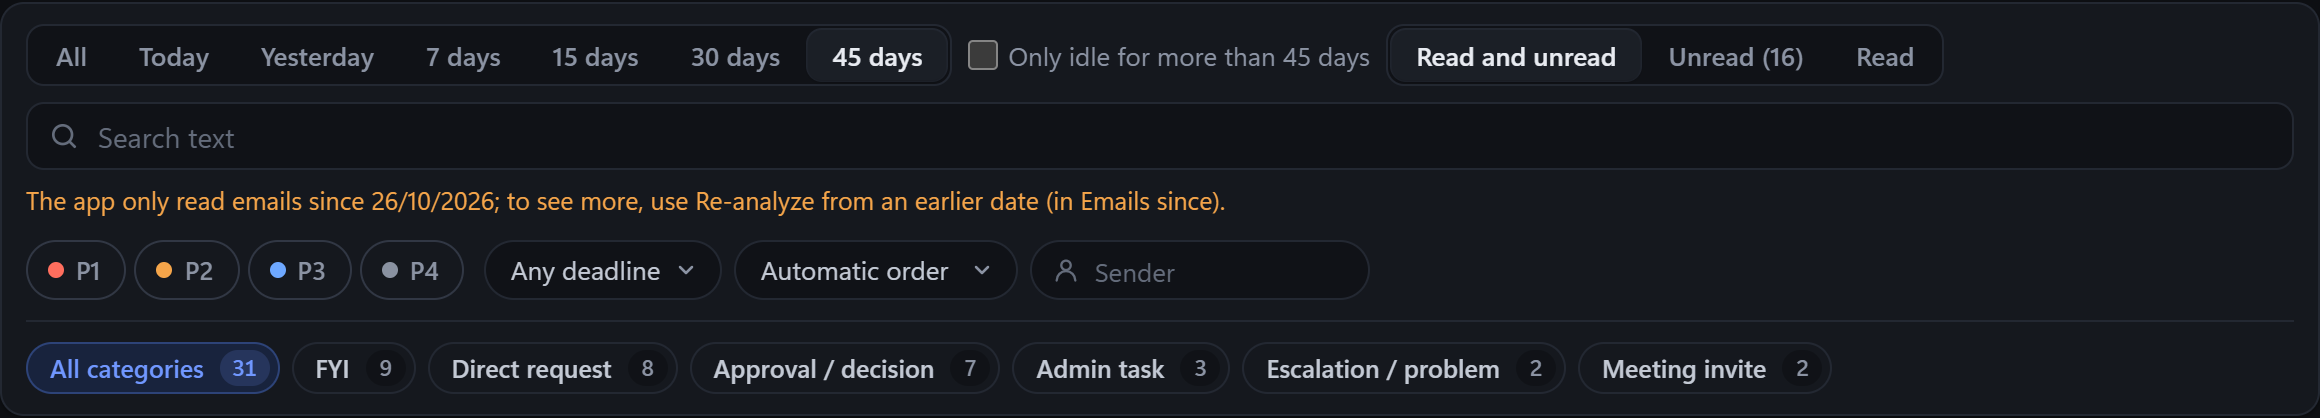 All Today Yesterday 7 days 15 days 30 days 45 days Only idle for more than 45 days Read and unread Unread (16) Read
Search text
The app only read emails since 26/10/2026; to see more, use Re-analyze from an earlier date (in Emails since).
P1 P2 P3 P4 Any deadline Automatic order Sender
All categories 31 FYI 9 Direct request 8 Approval / decision 7 Admin task 3 Escalation / problem 2 Meeting invite 2